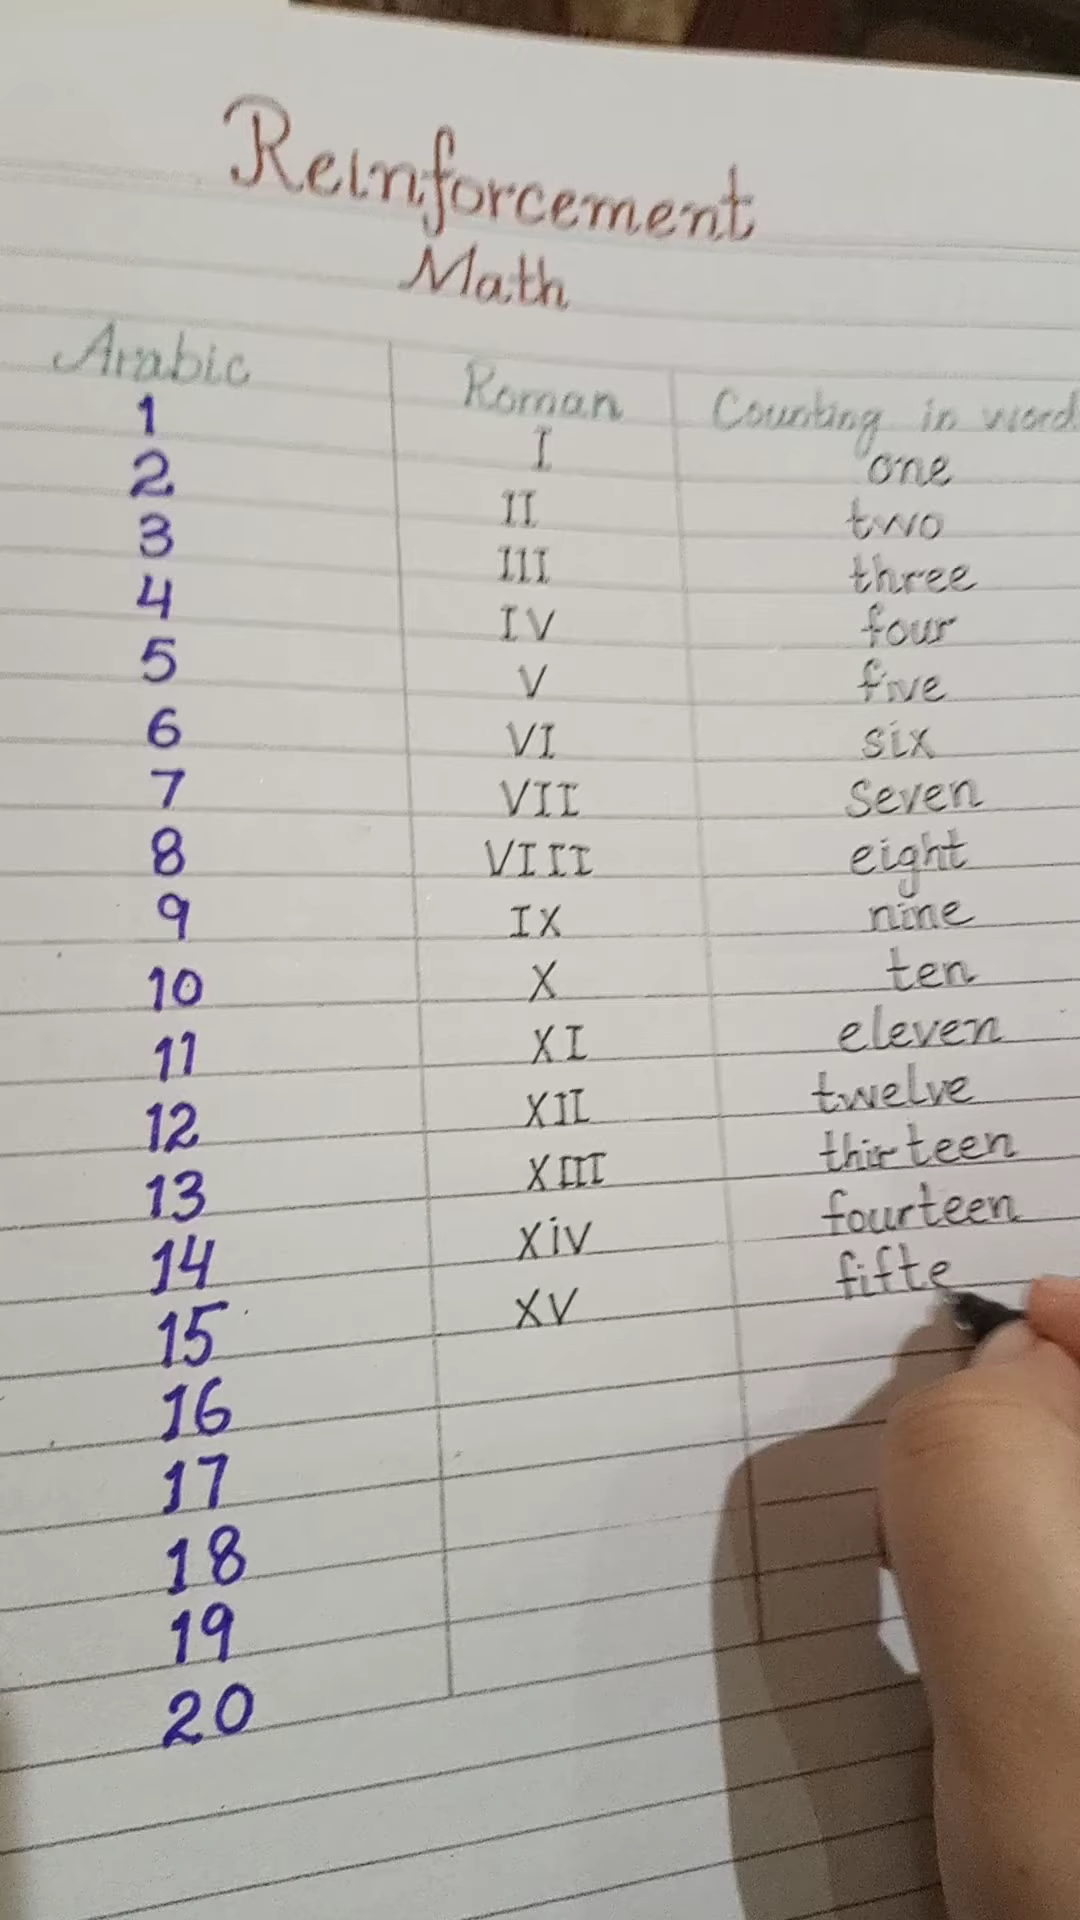 Reinforcement
Math
Arabic Roman Counting in word
1 I one
2 II two
3 III three
4 IV four
5 V five
6 VI six
7 VII seven
8 VIII eight
9 IX nine
10 X ten
11 XI eleven
12 XII twelve
13 XIII thirteen
14 Xiv fourteen
15 XV fifte
16
17
18
19
20